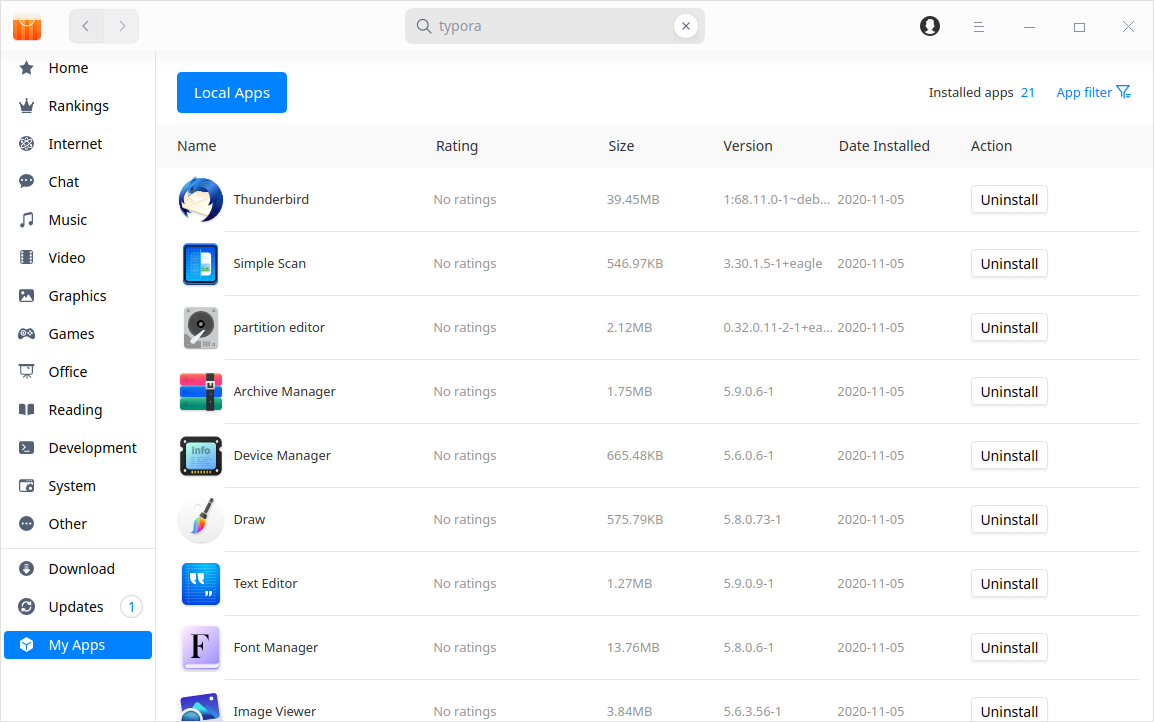 typora
Home
Rankings
Internet
Chat
Music
Video
Graphics
Games
Office
Reading
Development
System
Other
Download
Updates 1
My Apps
Local Apps
Installed apps 21 App filter
Name Rating Size Version Date Installed Action
Thunderbird No ratings 39.45MB 1:68.11.0-1~deb... 2020-11-05 Uninstall
Simple Scan No ratings 546.97KB 3.30.1.5-1+eagle 2020-11-05 Uninstall
partition editor No ratings 2.12MB 0.32.0.11-2-1+ea... 2020-11-05 Uninstall
Archive Manager No ratings 1.75MB 5.9.0.6-1 2020-11-05 Uninstall
info
Device Manager No ratings 665.48KB 5.6.0.6-1 2020-11-05 Uninstall
Draw No ratings 575.79KB 5.8.0.73-1 2020-11-05 Uninstall
Text Editor No ratings 1.27MB 5.9.0.9-1 2020-11-05 Uninstall
F
Font Manager No ratings 13.76MB 5.8.0.6-1 2020-11-05 Uninstall
Image Viewer No ratings 3.84MB 5.6.3.56-1 2020-11-05 Uninstall